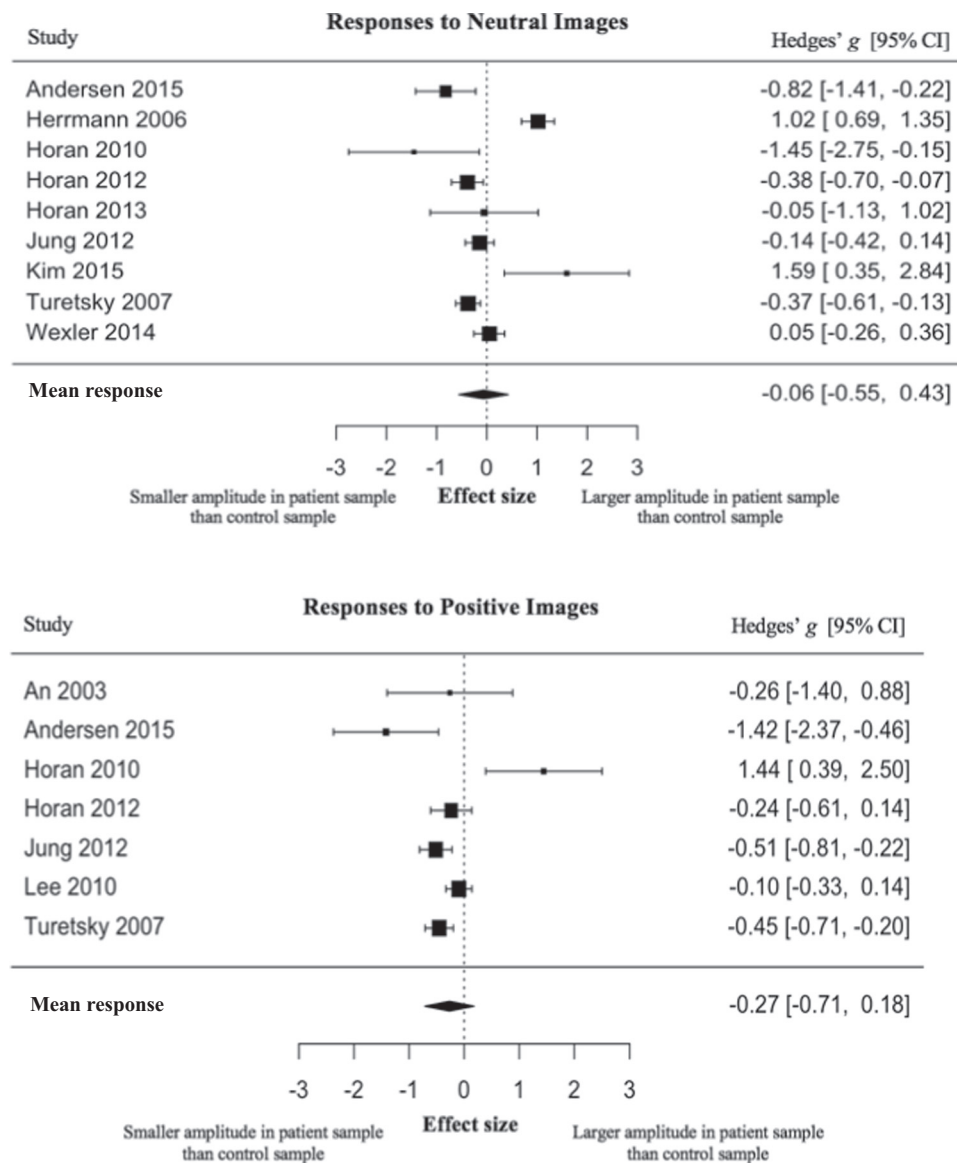 Responses to Neutral Images
Study Hedges' g [95% CI]
Andersen 2015 -0.82 [-1.41, -0.22]
Herrmann 2006 1.02 [ 0.69, 1.35]
Horan 2010 -1.45 [-2.75, -0.15]
Horan 2012 -0.38 [-0.70, -0.07]
Horan 2013 -0.05 [-1.13, 1.02]
Jung 2012 -0.14 [-0.42, 0.14]
Kim 2015 1.59 [ 0.35, 2.84]
Turetsky 2007 -0.37 [-0.61, -0.13]
Wexler 2014 0.05 [-0.26, 0.36]
Mean response -0.06 [-0.55, 0.43]
-3 -2 -1 0 1 2 3
Smaller amplitude in patient sample Effect size Larger amplitude in patient sample
than control sample than control sample
Responses to Positive Images
Study Hedges' g [95% CI]
An 2003 -0.26 [-1.40, 0.88]
Andersen 2015 -1.42 [-2.37, -0.46]
Horan 2010 1.44 [ 0.39, 2.50]
Horan 2012 -0.24 [-0.61, 0.14]
Jung 2012 -0.51 [-0.81, -0.22]
Lee 2010 -0.10 [-0.33, 0.14]
Turetsky 2007 -0.45 [-0.71, -0.20]
Mean response -0.27 [-0.71, 0.18]
-3 -2 -1 0 1 2 3
Smaller amplitude in patient sample Effect size Larger amplitude in patient sample
than control sample than control sample